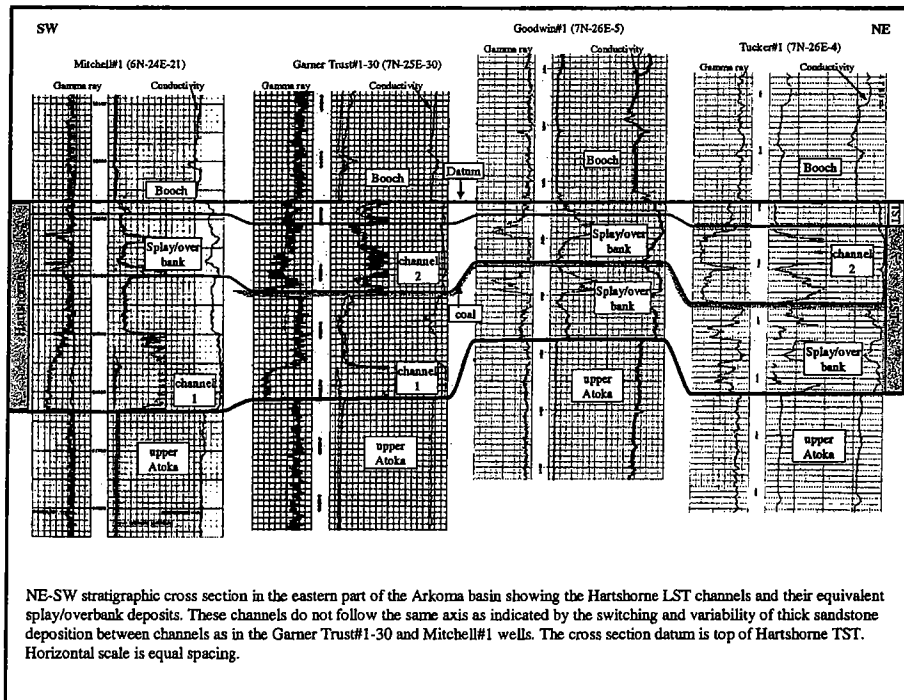 SW
NE
Mitchell#1 (6N-24E-21)
Garner Trust#1-30 (7N-25E-30)
Goodwin#1 (7N-26E-5)
Tucker#1 (7N-26E-4)
Gamma ray
Conductivity
Gamma ray
Conductivity
Gamma ray
Conductivity
Gamma ray
Conductivity
Booch
Booch
Datum
Booch
Booch
Splay/over
bank
channel
2
Splay/over
bank
channel
2
coal
Splay/over
bank
Splay/over
bank
channel
1
channel
1
upper
Atoka
upper
Atoka
upper
Atoka
upper
Atoka
NE-SW stratigraphic cross section in the eastern part of the Arkoma basin showing the Hartshorne LST channels and their equivalent
splay/overbank deposits. These channels do not follow the same axis as indicated by the switching and variability of thick sandstone
deposition between channels as in the Garner Trust#1-30 and Mitchell#1 wells. The cross section datum is top of Hartshorne TST.
Horizontal scale is equal spacing.